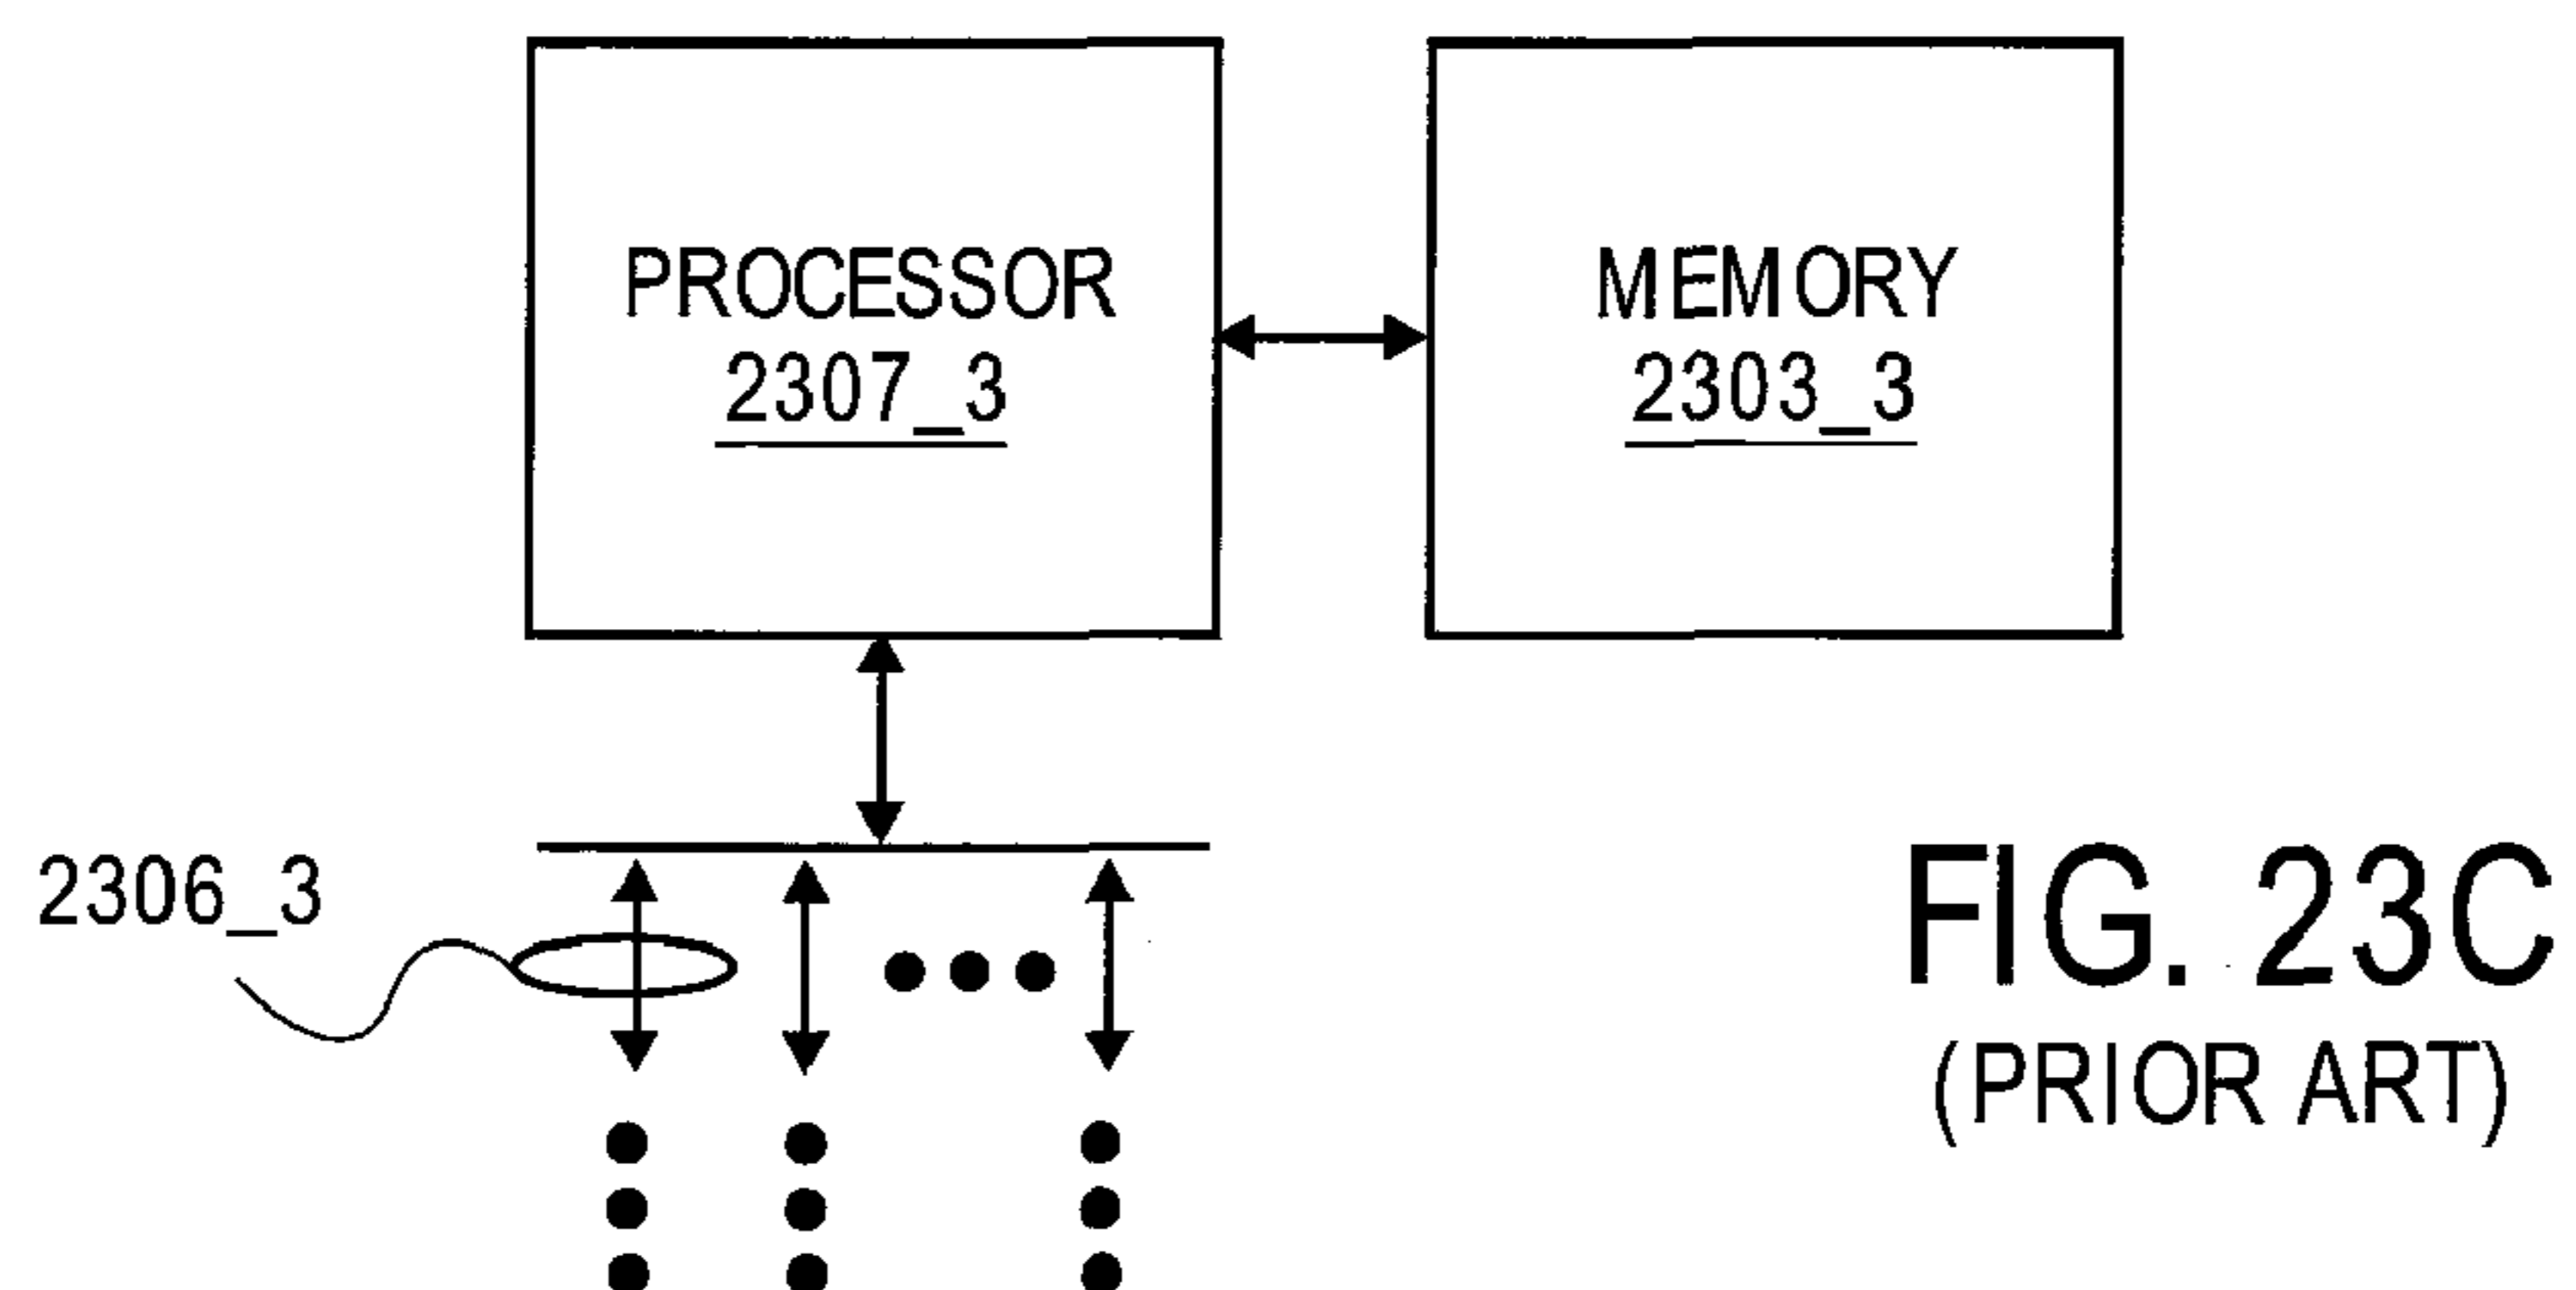 PROCESSOR
2307_3
MEMORY
2303_3
2306_3
FIG. 23C
(PRIOR ART)